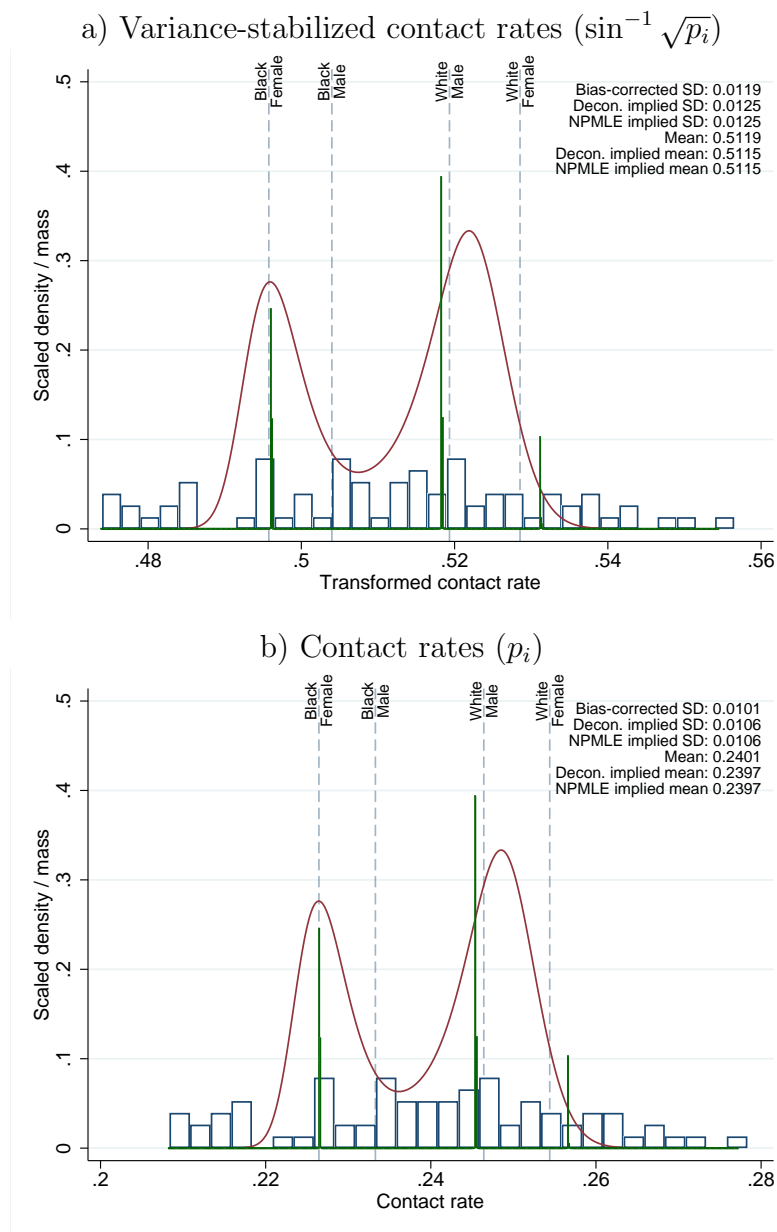 a) Variance-stabilized contact rates (sin⁻¹ √pᵢ)
Black
Female
Black
Male
White
Male
White
Female
Bias-corrected SD: 0.0119
Decon. implied SD: 0.0125
NPMLE implied SD: 0.0125
Mean: 0.5119
Decon. implied mean: 0.5115
NPMLE implied mean 0.5115
Scaled density / mass
.5
.4
.3
.2
.1
0
.48 .5 .52 .54 .56
Transformed contact rate
b) Contact rates (pᵢ)
Black
Female
Black
Male
White
Male
White
Female
Bias-corrected SD: 0.0101
Decon. implied SD: 0.0106
NPMLE implied SD: 0.0106
Mean: 0.2401
Decon. implied mean: 0.2397
NPMLE implied mean 0.2397
Scaled density / mass
.5
.4
.3
.2
.1
0
.2 .22 .24 .26 .28
Contact rate